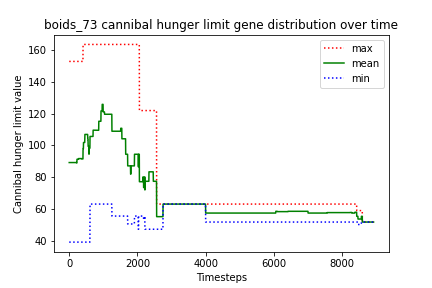 boids_73 cannibal hunger limit gene distribution over time
max
mean
min
Cannibal hunger limit value
160
140
120
100
80
60
40
0
2000
4000
6000
8000
Timesteps